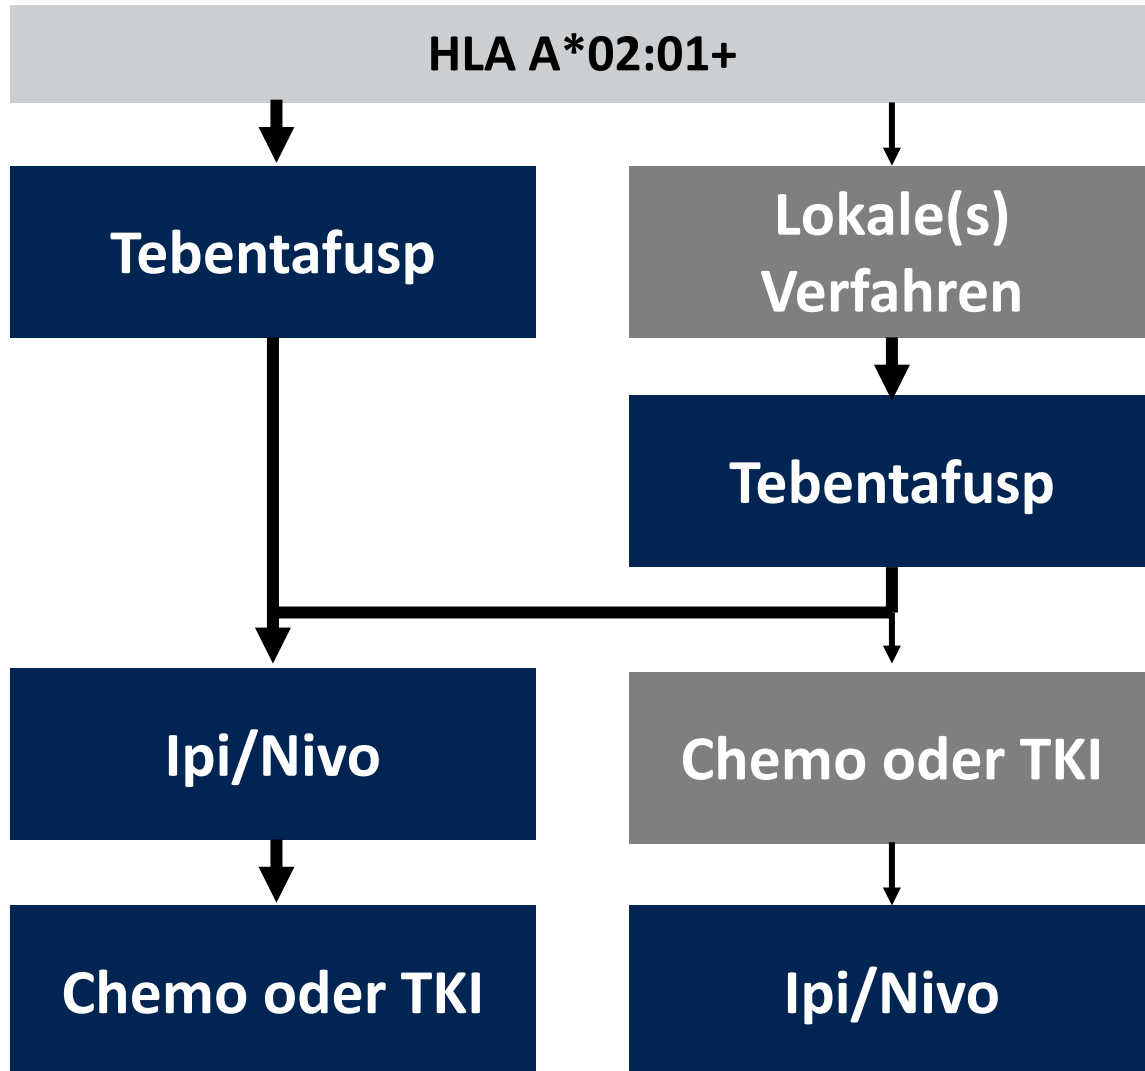 HLA A*02:01+
Tebentafusp
Lokale(s)
Verfahren
Tebentafusp
Ipi/Nivo
Chemo oder TKI
Chemo oder TKI
Ipi/Nivo